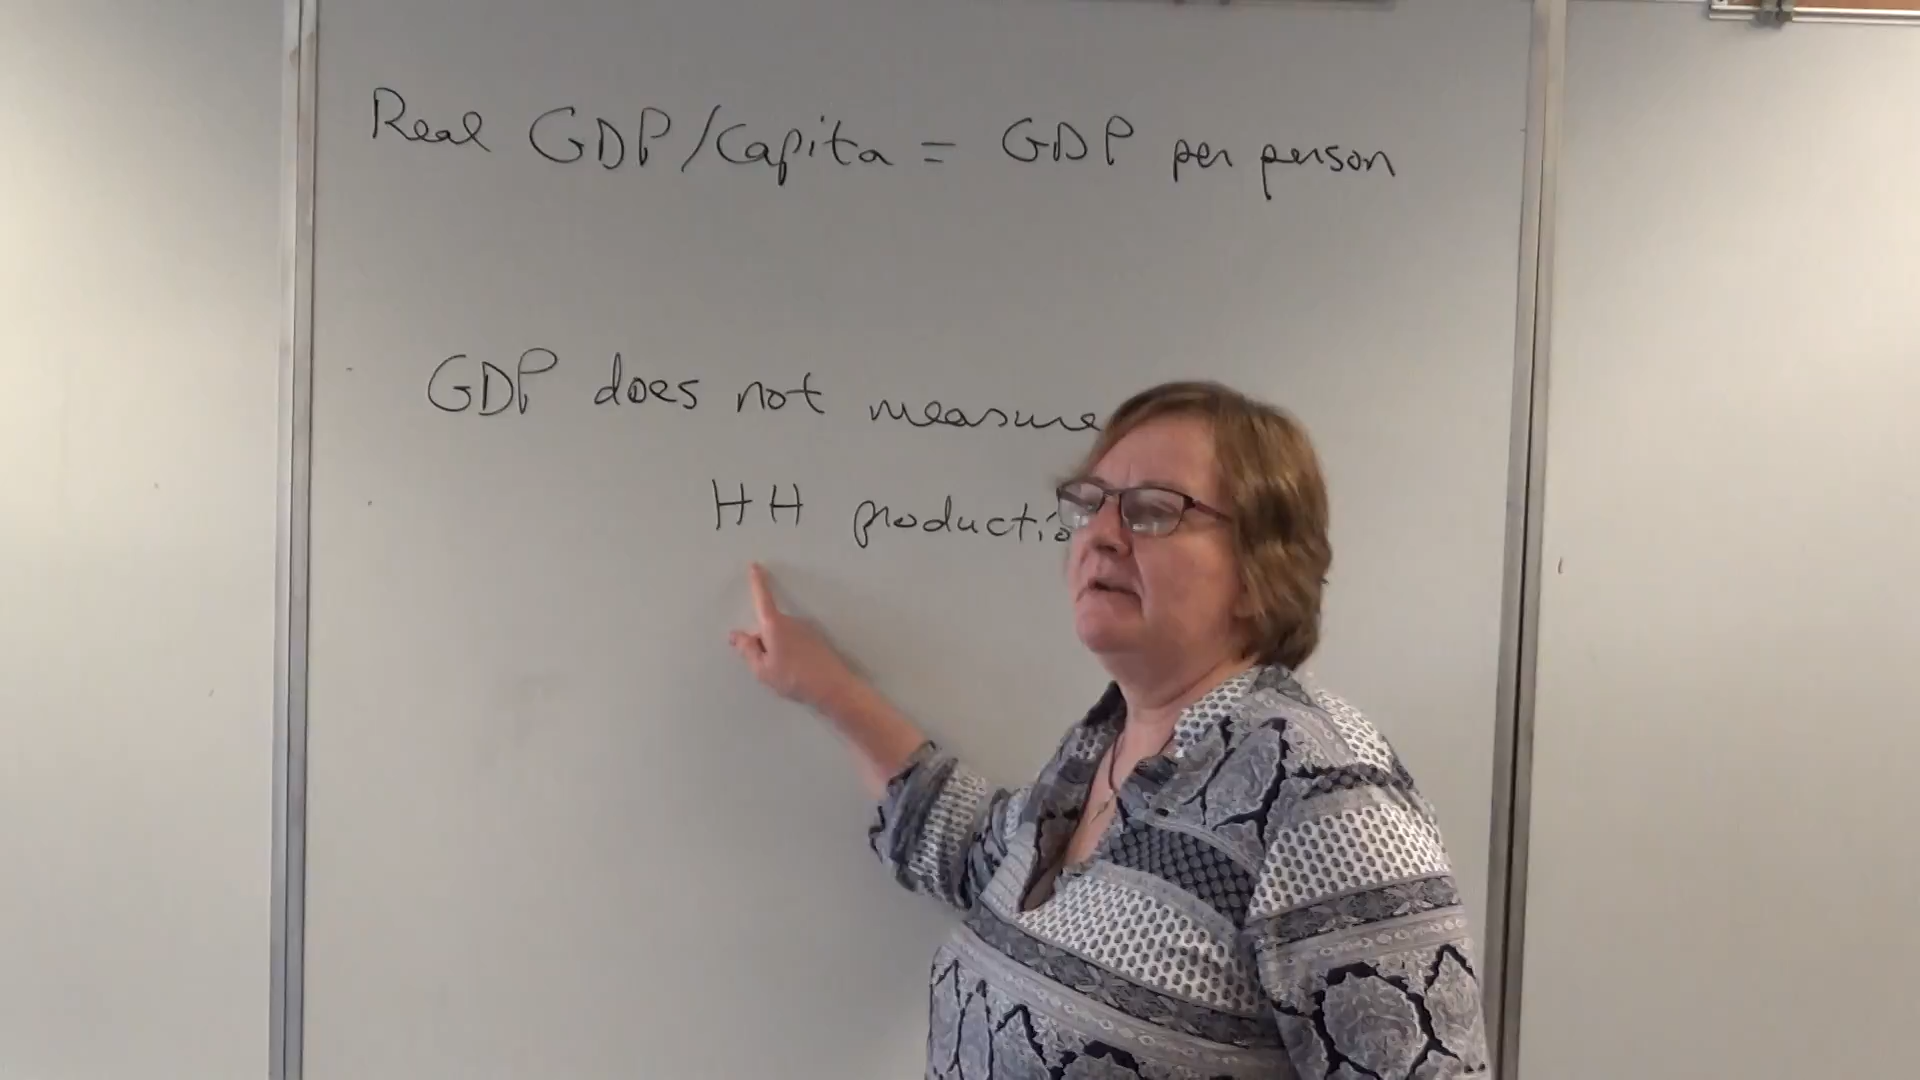 Real GDP/Capita = GDP per person
GDP does not measure
HH productio